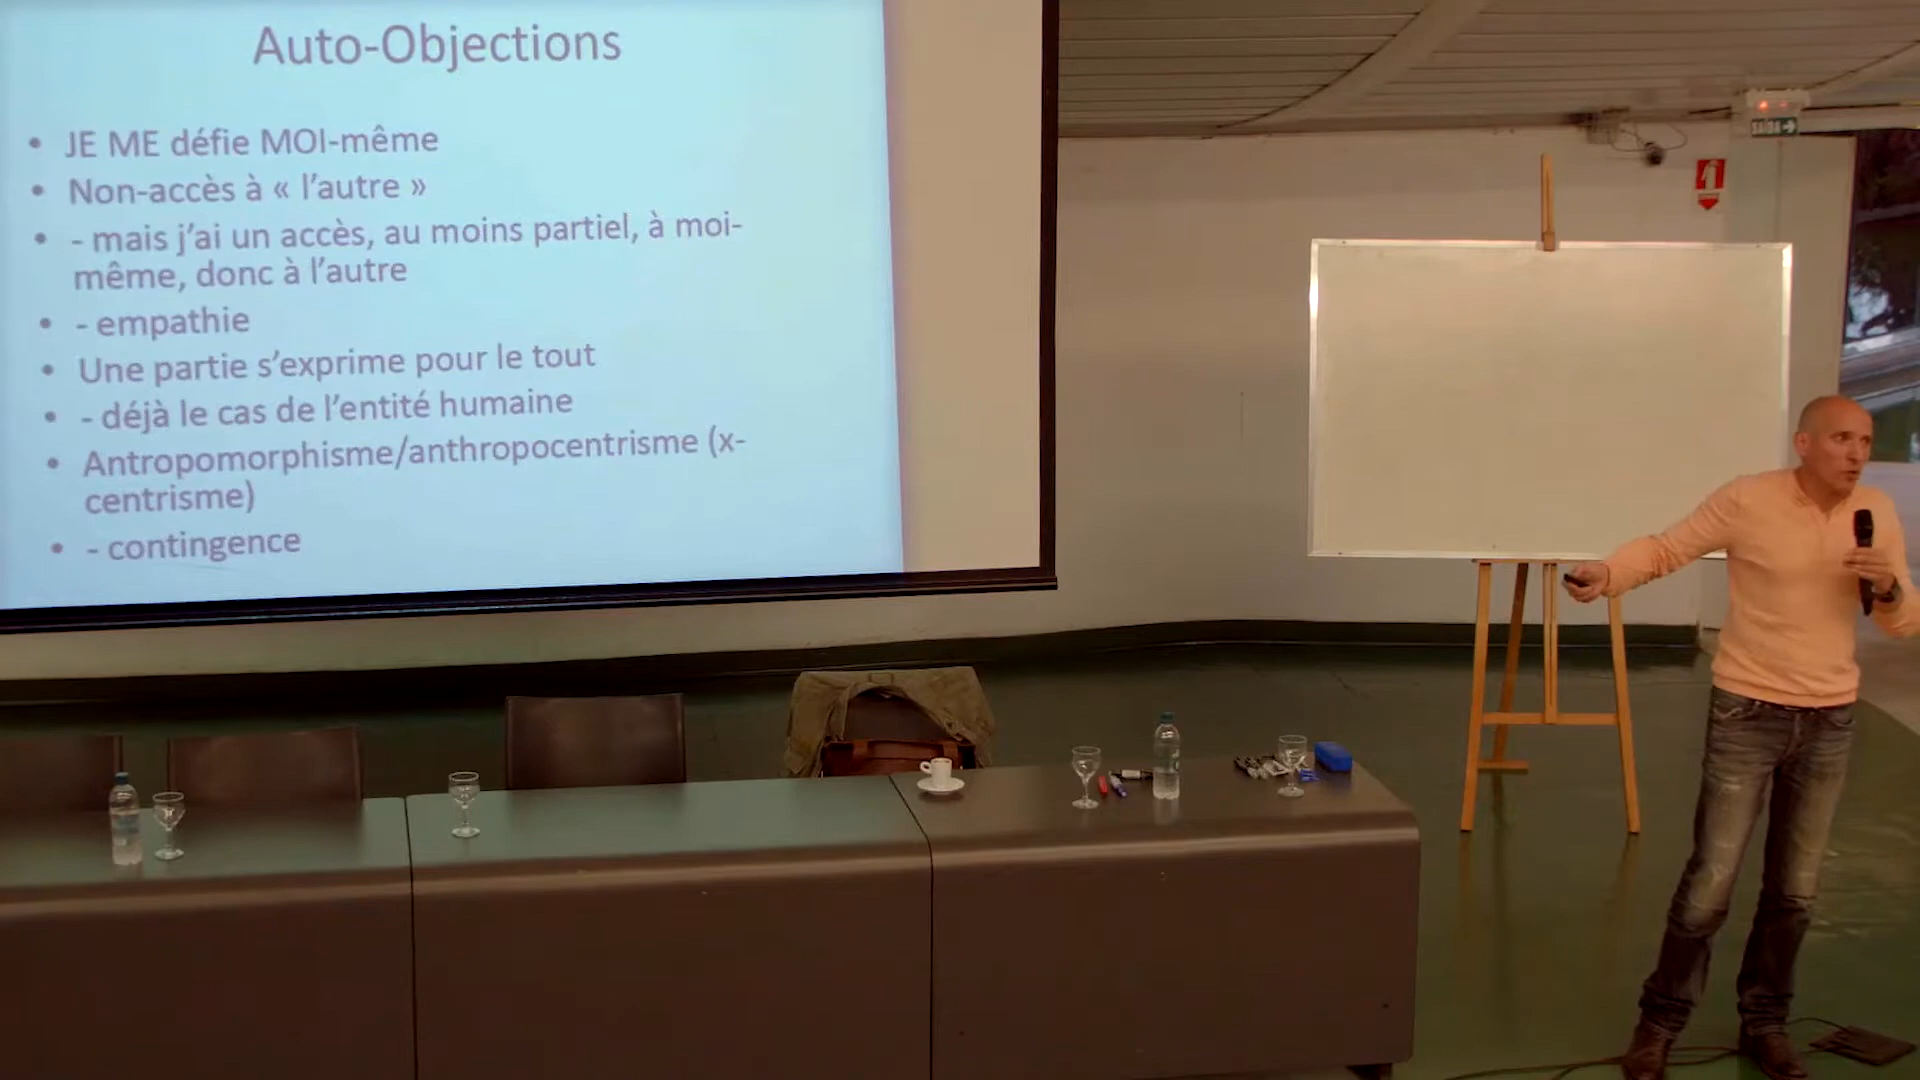 Auto-Objections
• JE ME défie MOI-même
• Non-accès à « l'autre »
• - mais j'ai un accès, au moins partiel, à moi-
même, donc à l'autre
• - empathie
• Une partie s'exprime pour le tout
• - déjà le cas de l'entité humaine
• Antropomorphisme/anthropocentrisme (x-
centrisme)
• - contingence